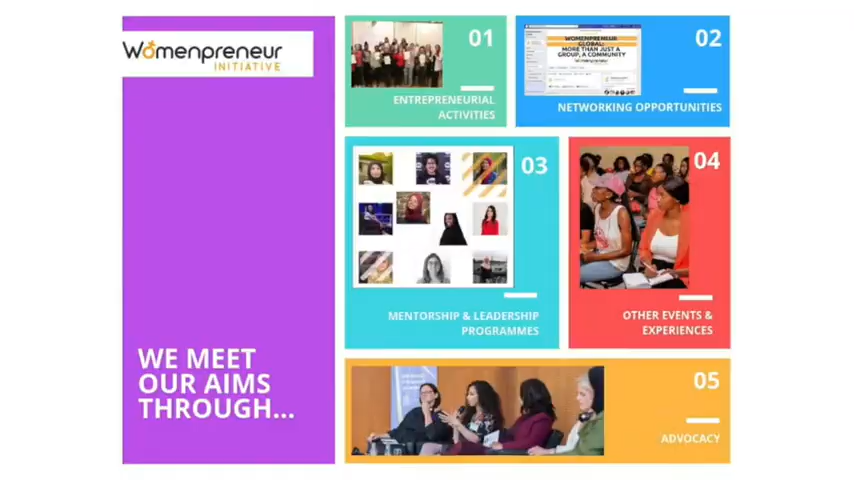 Womenpreneur
INITIATIVE
WE MEET
OUR AIMS
THROUGH...
01
ENTREPRENEURIAL
ACTIVITIES
02
WOMENPRENEUR
GLOBAL:
MORE THAN JUST A
GROUP, A COMMUNITY
NETWORKING OPPORTUNITIES
03
MENTORSHIP & LEADERSHIP
PROGRAMMES
04
OTHER EVENTS &
EXPERIENCES
05
ADVOCACY